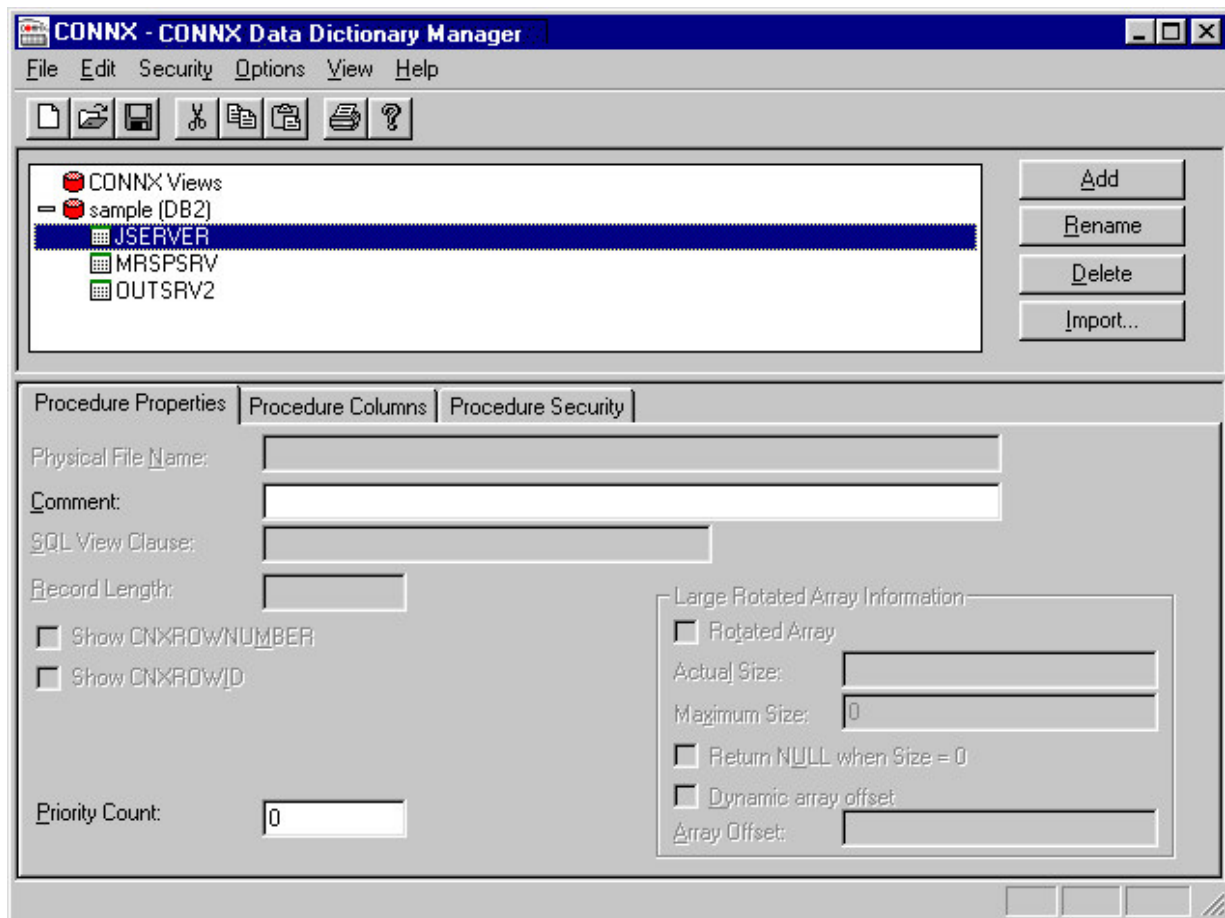 CONNX - CONNX Data Dictionary Manager
File Edit Security Options View Help
CONNX Views
sample (DB2)
JSERVER
MRSPSRV
OUTSRV2
Add
Rename
Delete
Import...
Procedure Properties Procedure Columns Procedure Security
Physical File Name:
Comment:
SQL View Clause:
Record Length:
Show CNXROWNUMBER
Show CNXROWID
Priority Count: 0
Large Rotated Array Information
Rotated Array
Actual Size:
Maximum Size: 0
Return NULL when Size = 0
Dynamic array offset
Array Offset: